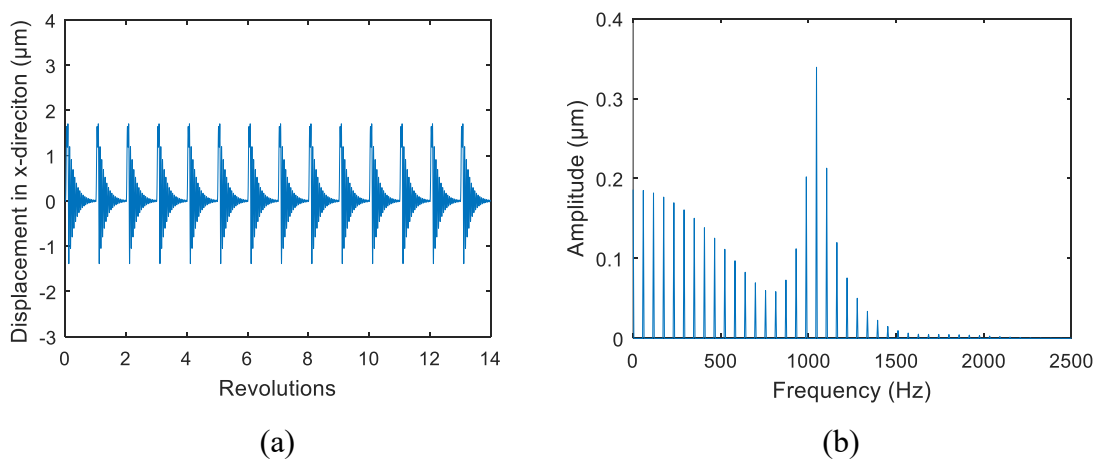 4
3
2
1
0
-1
-2
-3
Displacement in x-direciton (μm)
0 2 4 6 8 10 12 14
Revolutions
(a)
0.4
0.3
0.2
0.1
0
Amplitude (μm)
0 500 1000 1500 2000 2500
Frequency (Hz)
(b)